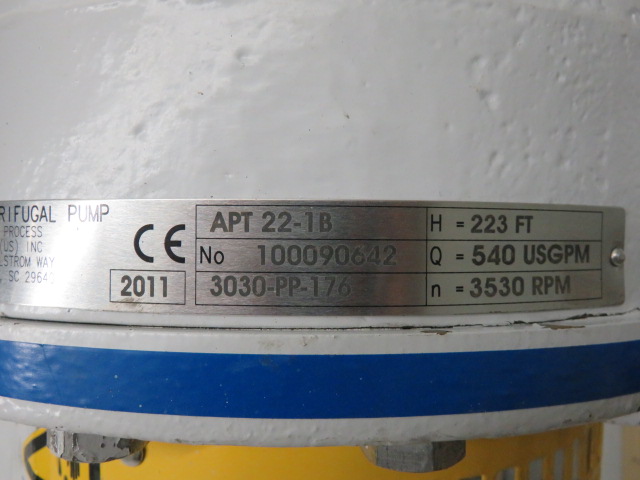 RIFUGAL PUMP
PROCESS
(US) INC
LSTROM WAY
, SC 2964
CE
2011
APT 22-1B
No 100090642
3030-PP-176
H = 223 FT
Q = 540 USGPM
n = 3530 RPM